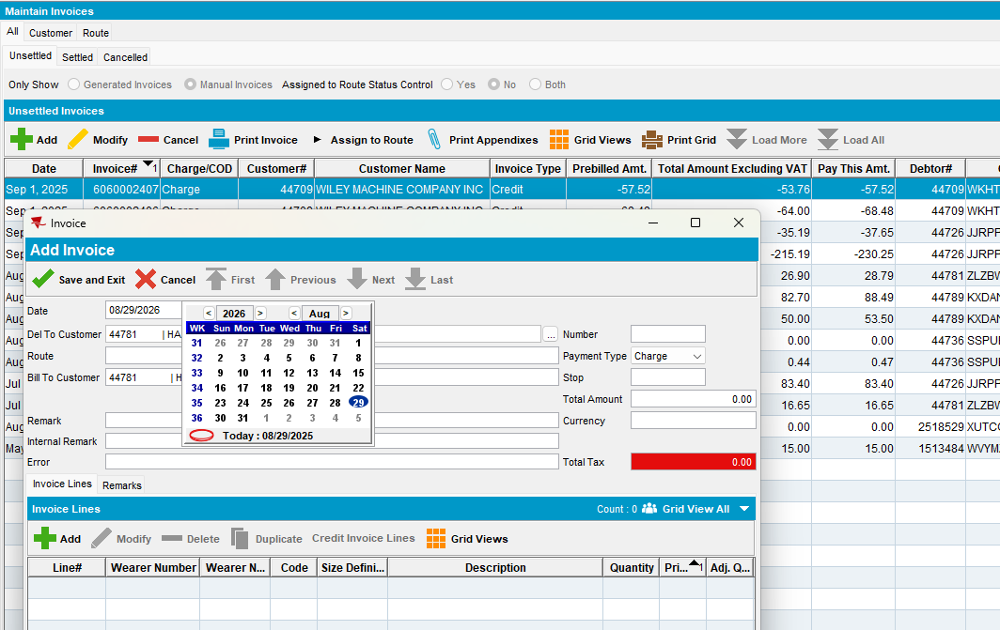 Maintain Invoices
All Customer Route
Unsettled Settled Cancelled
Only Show Generated Invoices Manual Invoices Assigned to Route Status Control Yes No Both
Unsettled Invoices
Add Modify Cancel Print Invoice Assign to Route Print Appendixes Grid Views Print Grid Load More Load All
Date Invoice# 1 Charge/COD Customer# Customer Name Invoice Type Prebilled Amt. Total Amount Excluding VAT Pay This Amt. Debtor#
Sep 1, 2025 6060002407 Charge 44709 WILEY MACHINE COMPANY INC Credit -57.52 -53.76 -57.52 44709 WKHT
-64.00 -68.48 44709 WKHT
Sep -35.19 -37.65 44726 JJRPF
Sep -215.19 -230.25 44726 JJRPF
Aug 26.90 28.79 44781 ZLZBW
Aug 82.70 88.49 44789 KXDAN
Aug 50.00 53.50 44789 KXDAN
Aug 0.00 0.00 44736 SSPUI
Aug 0.44 0.47 44736 SSPUI
Jul 83.40 83.40 44726 JJRPF
Jul 16.65 16.65 44781 ZLZBW
Aug 0.00 0.00 2518529 XUTCC
May 15.00 15.00 1513484 WVYM
Invoice
Add Invoice
Save and Exit Cancel First Previous Next Last
Date 08/29/2026
Del To Customer 44781 | HA ... Number
Route Payment Type Charge
Bill To Customer 44781 | H Stop
Total Amount 0.00
Remark Currency
Internal Remark
Error Total Tax 0.00
< 2026 > < Aug >
WK Sun Mon Tue Wed Thu Fri Sat
31 26 27 28 29 30 31 1
32 2 3 4 5 6 7 8
33 9 10 11 12 13 14 15
34 16 17 18 19 20 21 22
35 23 24 25 26 27 28 29
36 30 31 1 2 3 4 5
Today : 08/29/2025
Invoice Lines Remarks
Invoice Lines Count : 0 Grid View All
Add Modify Delete Duplicate Credit Invoice Lines Grid Views
Line# Wearer Number Wearer N... Code Size Defini... Description Quantity Pri... 1 Adj. Q...